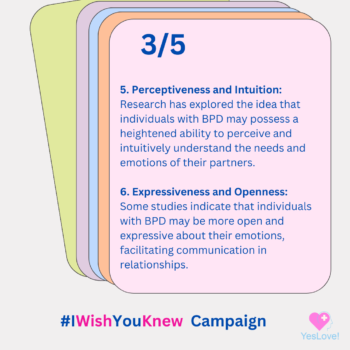 3/5
5. Perceptiveness and Intuition:
Research has explored the idea that
individuals with BPD may possess a
heightened ability to perceive and
intuitively understand the needs and
emotions of their partners.
6. Expressiveness and Openness:
Some studies indicate that individuals
with BPD may be more open and
expressive about their emotions,
facilitating communication in
relationships.
#IWishYouKnew Campaign
YesLove!